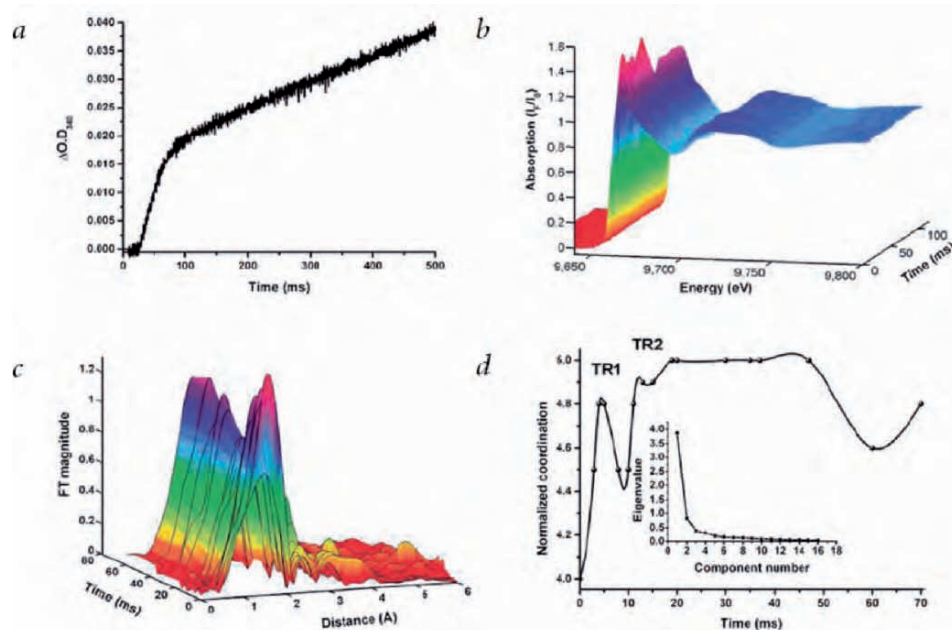 a
ΔO.D340
0.040
0.035
0.030
0.025
0.020
0.015
0.010
0.005
0.000
0 100 200 300 400 500
Time (ms)
b
Absorption (If/I0)
1.8
1.6
1.4
1.2
1
0.8
0.6
0.4
0.2
0
9,650 9,700 9,750 9,800
Energy (eV)
0 50 100
Time (ms)
c
FT magnitude
1.2
1
0.8
0.6
0.4
0.2
0
60 40 20 0
Time (ms)
0 1 2 3 4 5 6
Distance (A)
d
TR1
TR2
Normalized coordination
5.0
4.8
4.5
4.0
0 10 20 30 40 50 60 70
Time (ms)
Eigenvalue
4.0
3.5
3.0
2.5
2.0
1.5
1.0
0.5
0.0
0 2 4 6 8 10 12 14 16 18
Component number